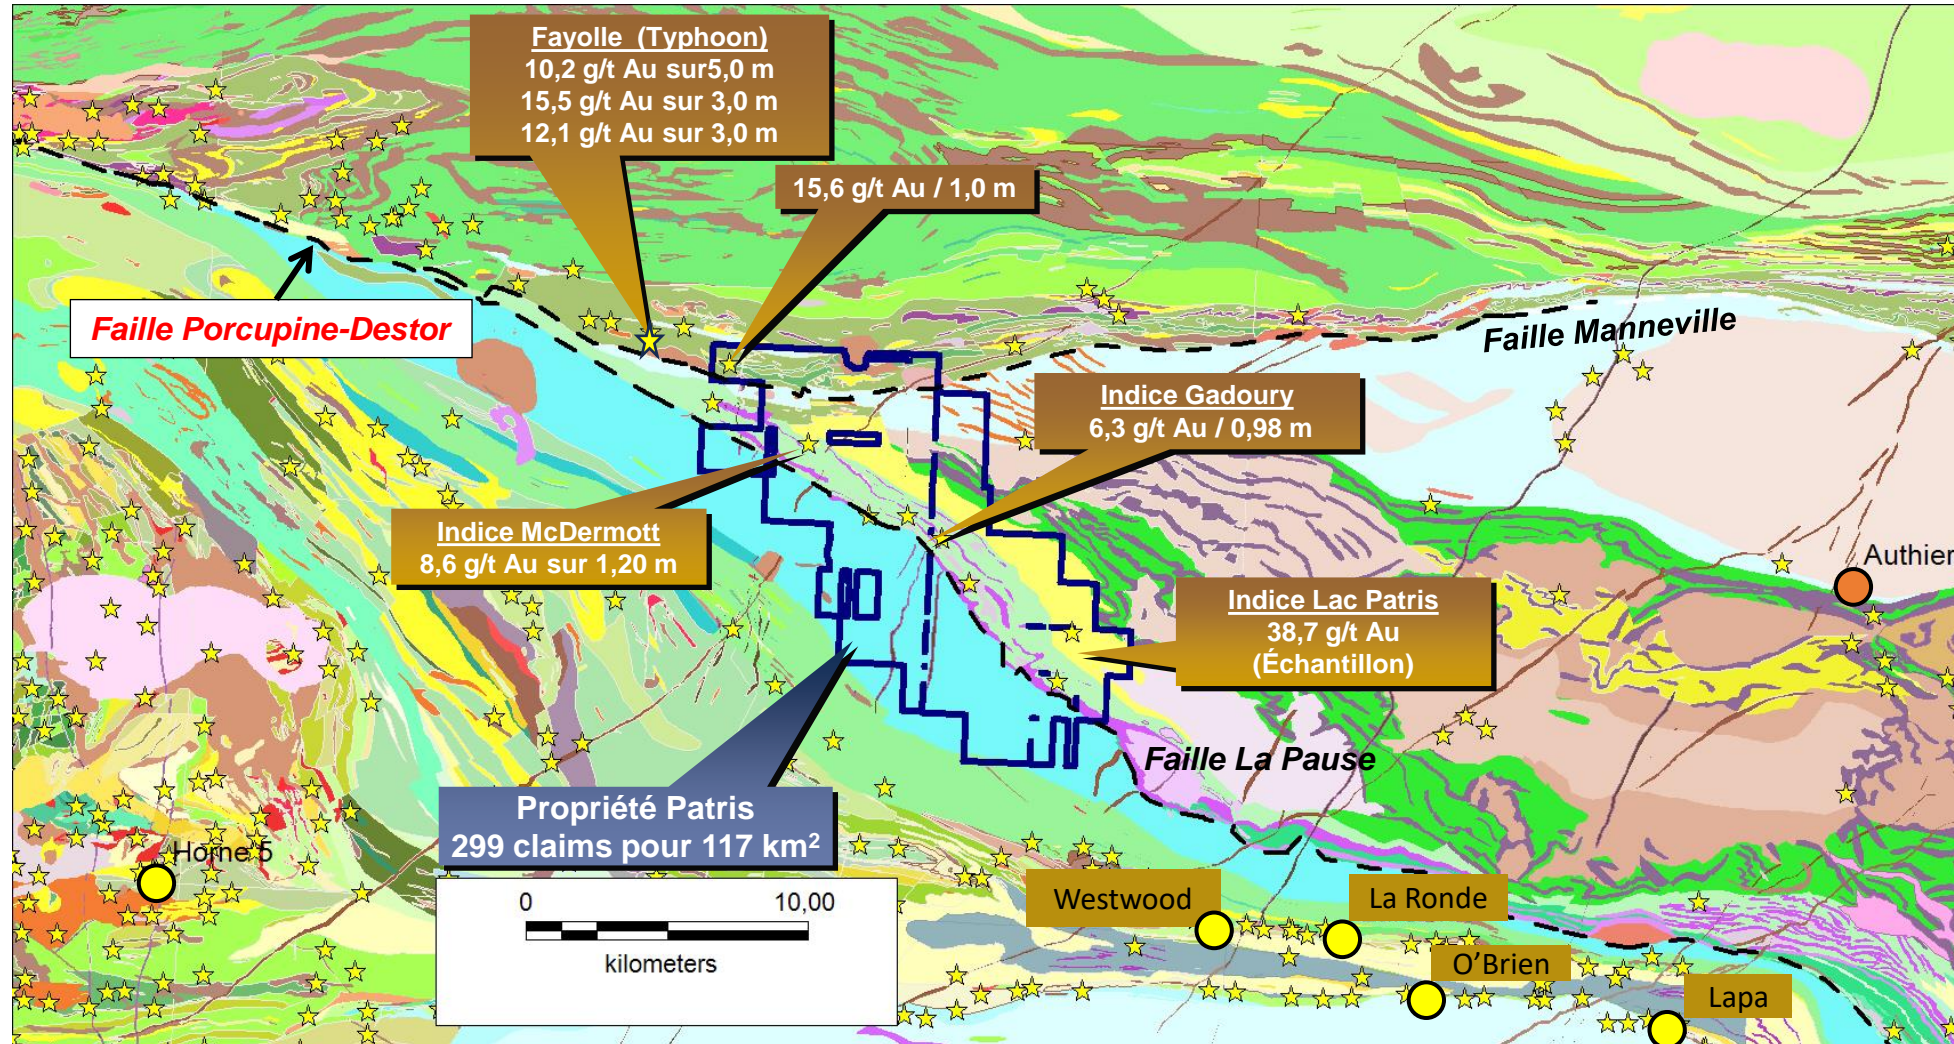 Fayolle (Typhoon)
10,2 g/t Au sur5,0 m
15,5 g/t Au sur 3,0 m
12,1 g/t Au sur 3,0 m
15,6 g/t Au / 1,0 m
Faille Porcupine-Destor
Faille Manneville
Indice Gadoury
6,3 g/t Au / 0,98 m
Indice McDermott
8,6 g/t Au sur 1,20 m
Authier
Indice Lac Patris
38,7 g/t Au
(Échantillon)
Faille La Pause
Propriété Patris
299 claims pour 117 km²
Horne 5
0 10,00
kilometers
Westwood
La Ronde
O'Brien
Lapa